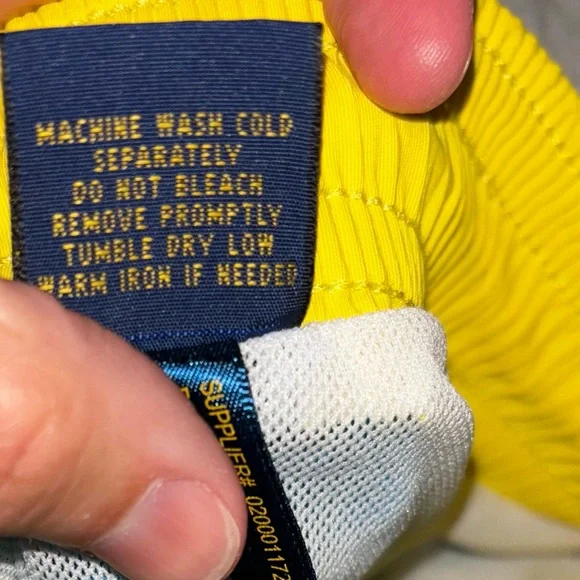 MACHINE WASH COLD
SEPARATELY
DO NOT BLEACH
REMOVE PROMPTLY
TUMBLE DRY LOW
WARM IRON IF NEEDED
SUPPLIER# 020001172